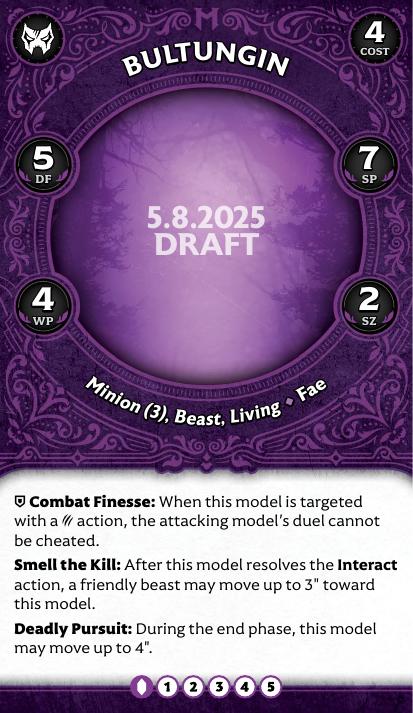 BULTUNGIN
4
COST
5
DF
7
SP
5.8.2025
DRAFT
4
WP
2
SZ
Minion (3), Beast, Living ◆ Fae
Combat Finesse: When this model is targeted
with a action, the attacking model's duel cannot
be cheated.
Smell the Kill: After this model resolves the Interact
action, a friendly beast may move up to 3" toward
this model.
Deadly Pursuit: During the end phase, this model
may move up to 4".
1 2 3 4 5